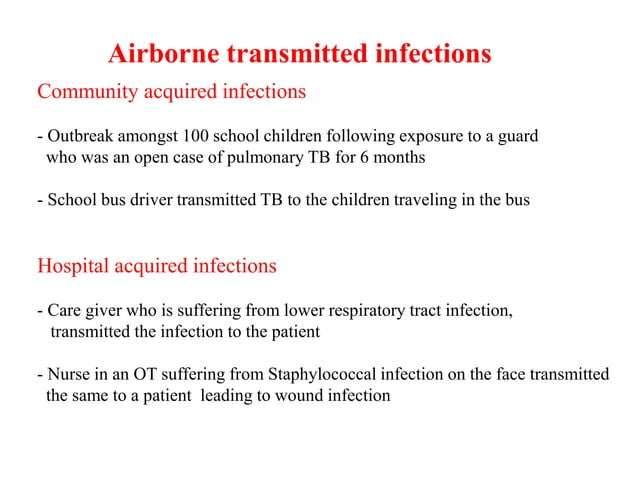 Airborne transmitted infections
Community acquired infections
- Outbreak amongst 100 school children following exposure to a guard
who was an open case of pulmonary TB for 6 months
- School bus driver transmitted TB to the children traveling in the bus
Hospital acquired infections
- Care giver who is suffering from lower respiratory tract infection,
transmitted the infection to the patient
- Nurse in an OT suffering from Staphylococcal infection on the face transmitted
the same to a patient  leading to wound infection